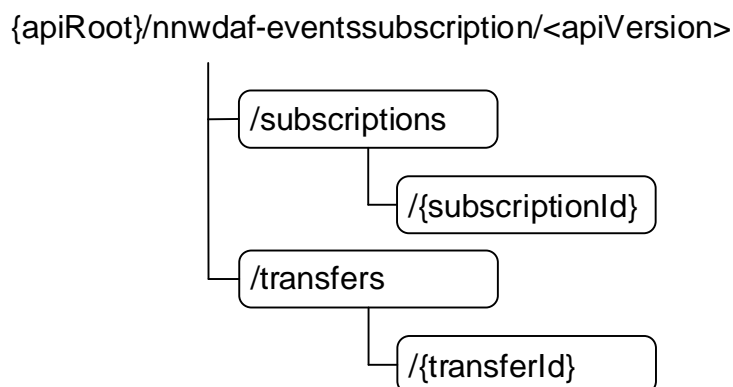 {apiRoot}/nnwdaf-eventssubscription/<apiVersion>
/subscriptions
/{subscriptionId}
/transfers
/{transferId}